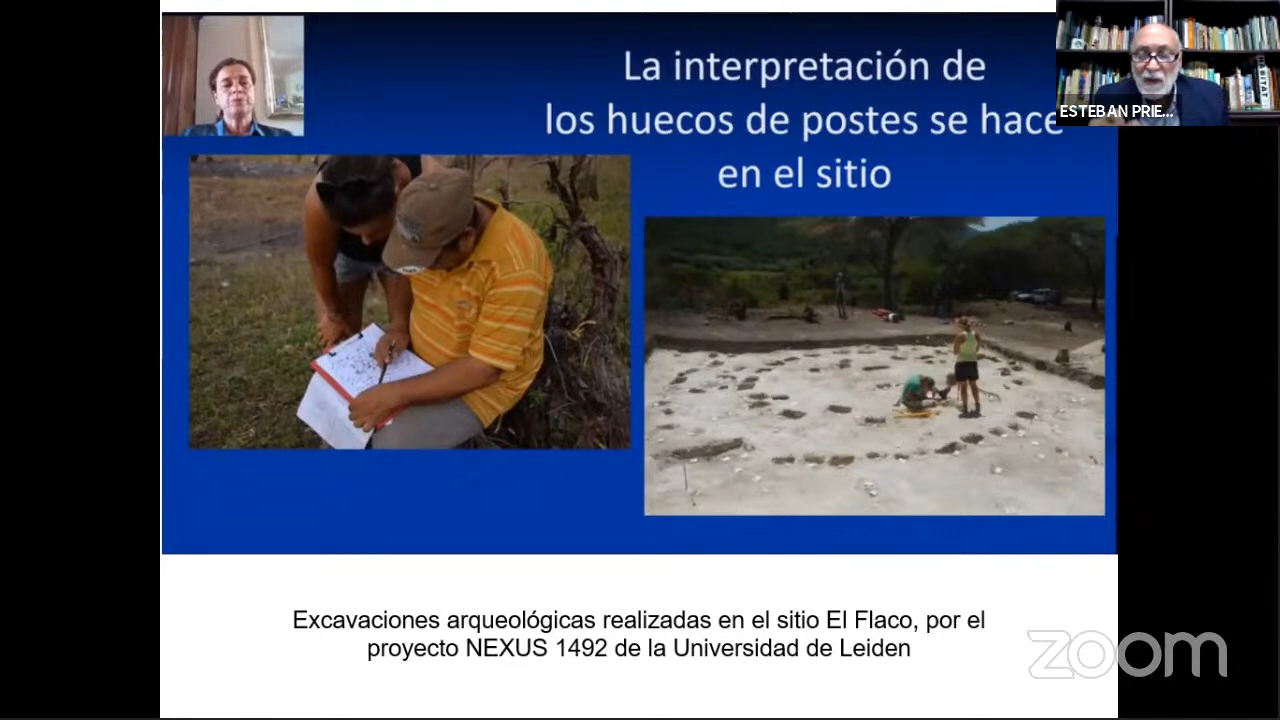 La interpretación de
los huecos de postes se hace
en el sitio
ESTEBAN PRIE...
HABITAT
Excavaciones arqueológicas realizadas en el sitio El Flaco, por el
proyecto NEXUS 1492 de la Universidad de Leiden
zoom